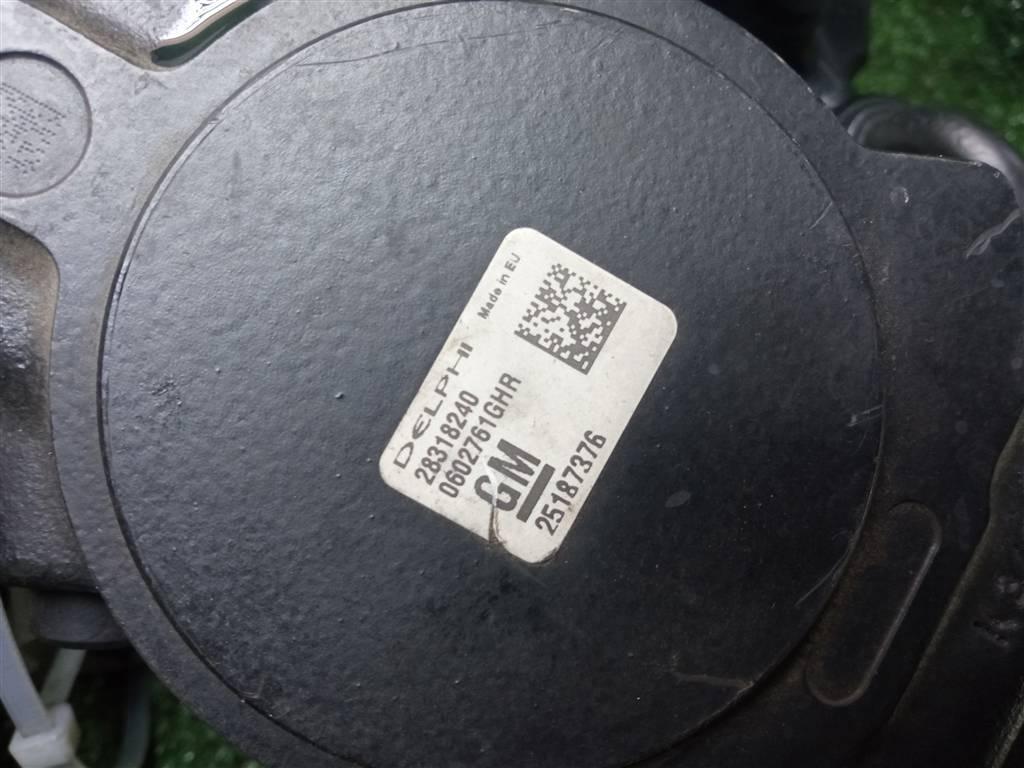 Made in EU
DELPHI
28318240
0602761GHR
GM
25187376